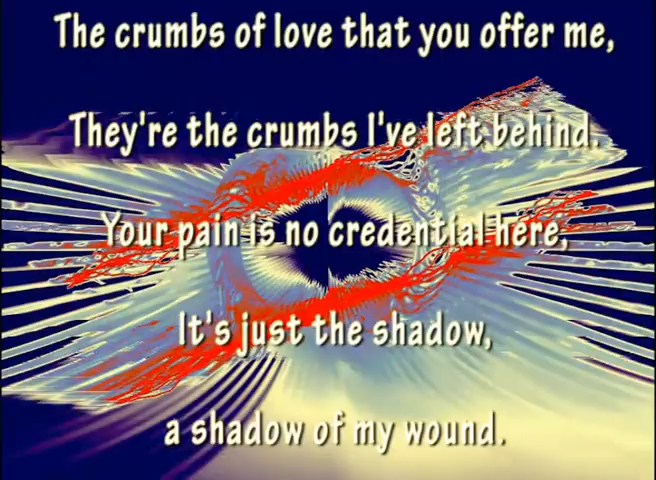 The crumbs of love that you offer me,
They're the crumbs I've left behind.
Your pain is no credential here,
It's just the shadow,
a shadow of my wound.